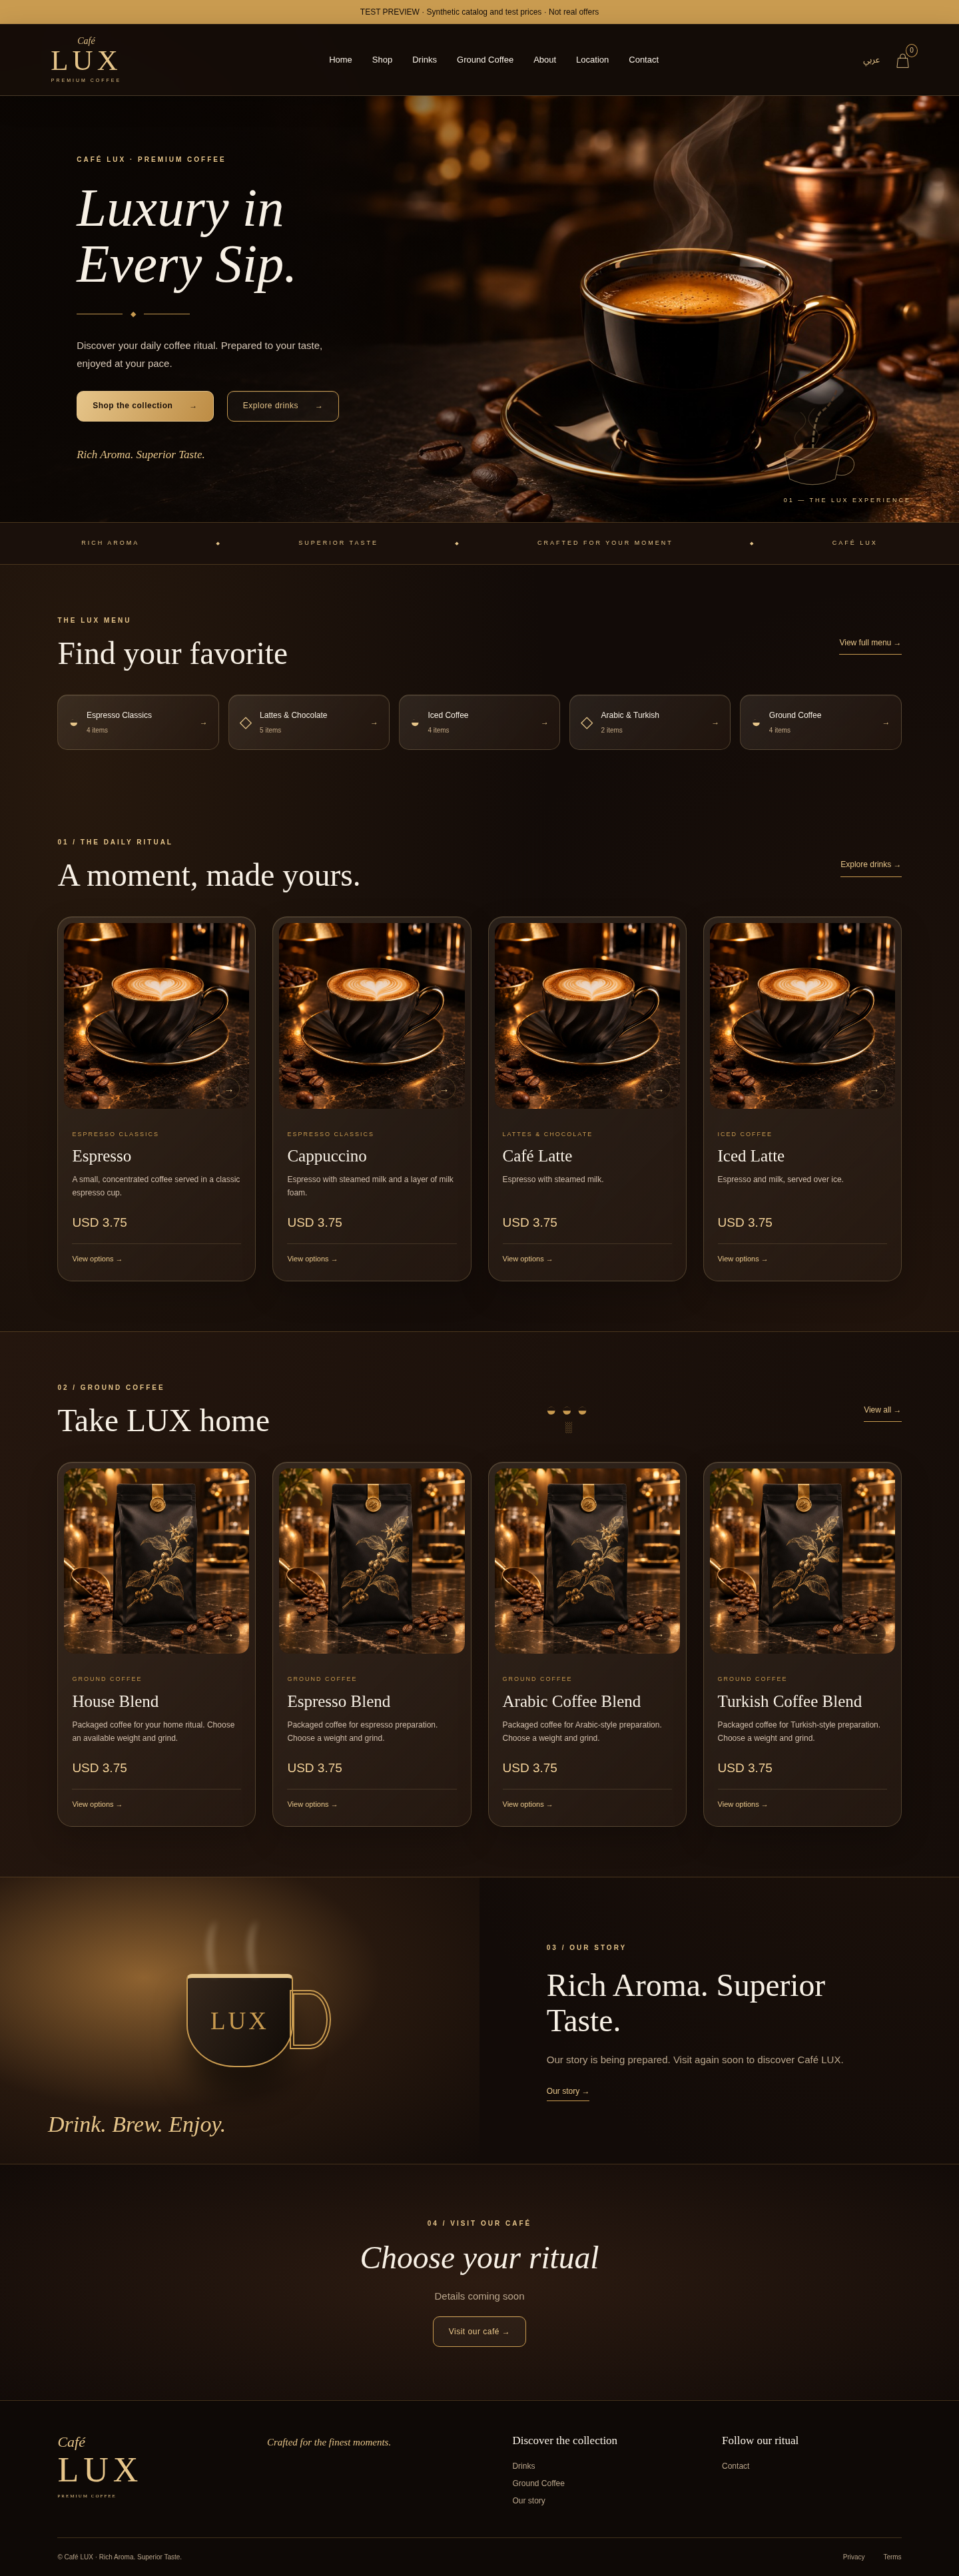 TEST PREVIEW · Synthetic catalog and test prices · Not real offers
Café
LUX
PREMIUM COFFEE
Home
Shop
Drinks
Ground Coffee
About
Location
Contact
عربي
0
CAFÉ LUX · PREMIUM COFFEE
Luxury in
Every Sip.
Discover your daily coffee ritual. Prepared to your taste,
enjoyed at your pace.
Shop the collection →
Explore drinks →
Rich Aroma. Superior Taste.
01 — THE LUX EXPERIENCE
RICH AROMA
SUPERIOR TASTE
CRAFTED FOR YOUR MOMENT
CAFÉ LUX
THE LUX MENU
Find your favorite
View full menu →
Espresso Classics
4 items
→
Lattes & Chocolate
5 items
→
Iced Coffee
4 items
→
Arabic & Turkish
2 items
→
Ground Coffee
4 items
→
01 / THE DAILY RITUAL
A moment, made yours.
Explore drinks →
ESPRESSO CLASSICS
Espresso
A small, concentrated coffee served in a classic
espresso cup.
USD 3.75
View options →
ESPRESSO CLASSICS
Cappuccino
Espresso with steamed milk and a layer of milk
foam.
USD 3.75
View options →
LATTES & CHOCOLATE
Café Latte
Espresso with steamed milk.
USD 3.75
View options →
ICED COFFEE
Iced Latte
Espresso and milk, served over ice.
USD 3.75
View options →
02 / GROUND COFFEE
Take LUX home
View all →
GROUND COFFEE
House Blend
Packaged coffee for your home ritual. Choose
an available weight and grind.
USD 3.75
View options →
GROUND COFFEE
Espresso Blend
Packaged coffee for espresso preparation.
Choose a weight and grind.
USD 3.75
View options →
GROUND COFFEE
Arabic Coffee Blend
Packaged coffee for Arabic-style preparation.
Choose a weight and grind.
USD 3.75
View options →
GROUND COFFEE
Turkish Coffee Blend
Packaged coffee for Turkish-style preparation.
Choose a weight and grind.
USD 3.75
View options →
LUX
Drink. Brew. Enjoy.
03 / OUR STORY
Rich Aroma. Superior
Taste.
Our story is being prepared. Visit again soon to discover Café LUX.
Our story →
04 / VISIT OUR CAFÉ
Choose your ritual
Details coming soon
Visit our café →
Café
LUX
PREMIUM COFFEE
Crafted for the finest moments.
Discover the collection
Drinks
Ground Coffee
Our story
Follow our ritual
Contact
© Café LUX · Rich Aroma. Superior Taste.
Privacy
Terms